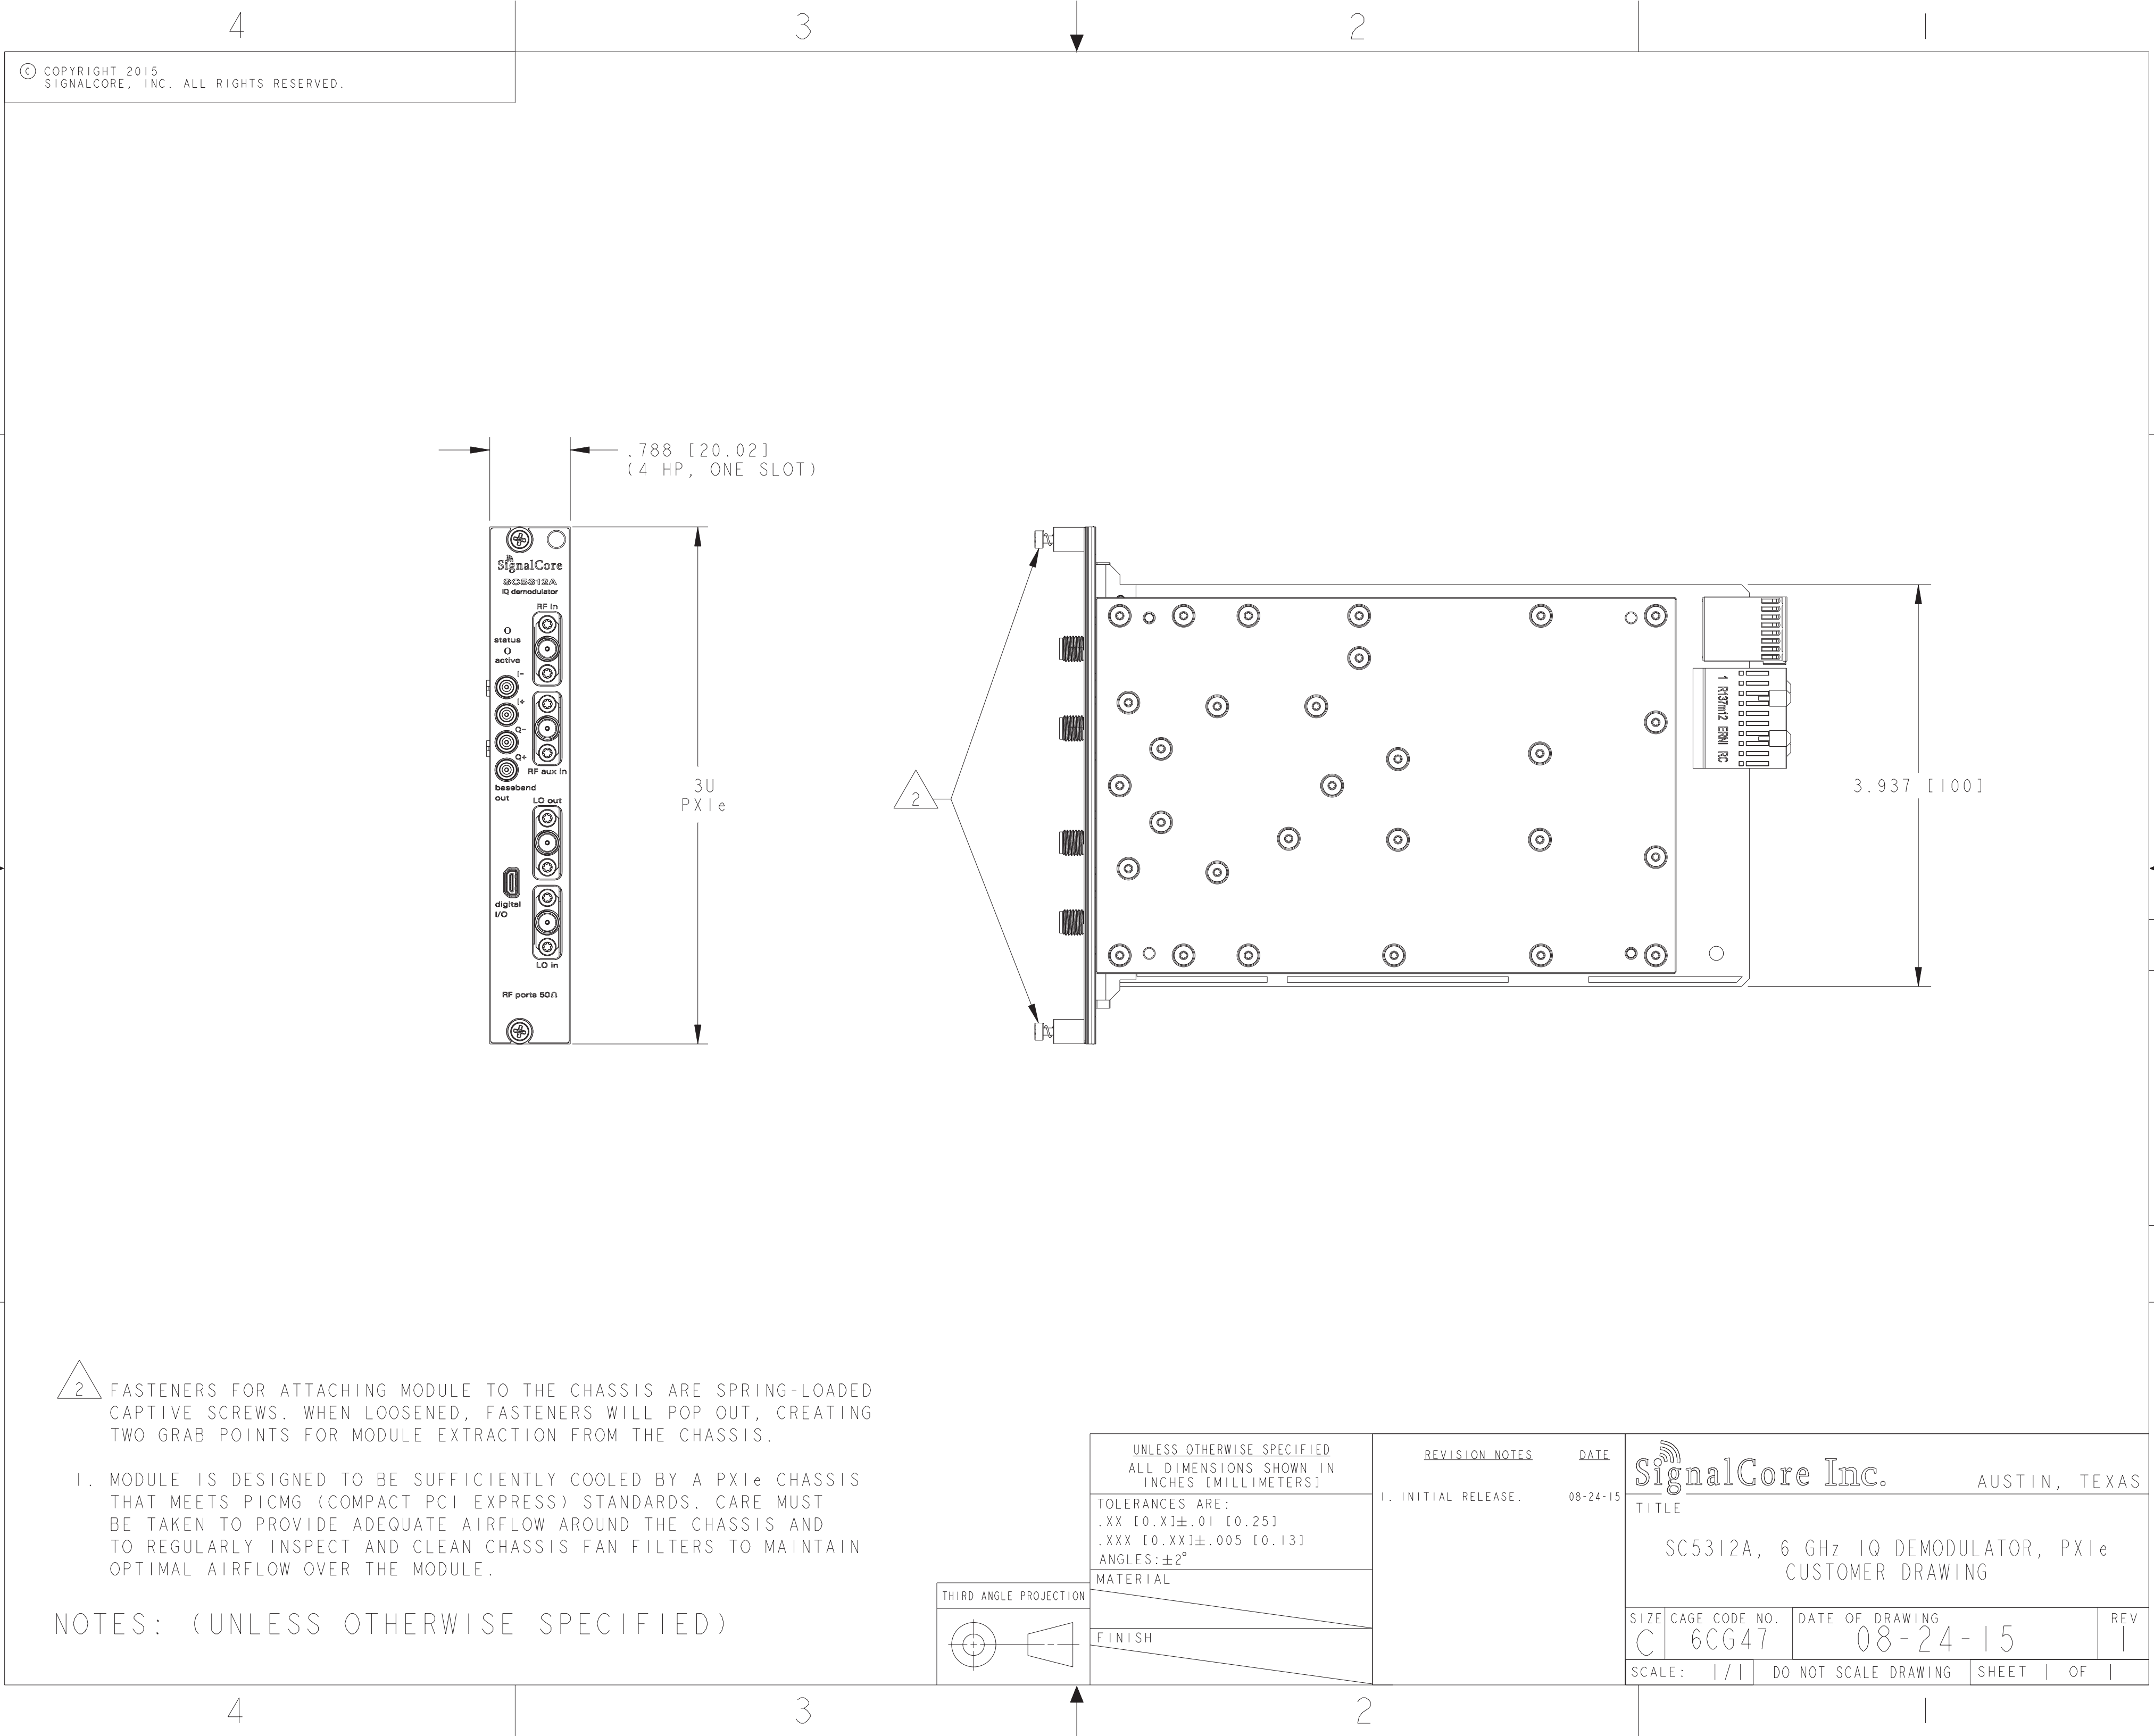 4
3
2
1
© COPYRIGHT 2015
SIGNALCORE, INC. ALL RIGHTS RESERVED.
.788 [20.02]
(4 HP, ONE SLOT)
SignalCore
SC5312A
IQ demodulator
RF in
status
active
I-
I+
Q-
Q+
RF aux in
baseband
out
LO out
digital
I/O
LO in
RF ports 50Ω
3U
PXIe
2
1 R137m12 ERNI RC
3.937 [100]
2 FASTENERS FOR ATTACHING MODULE TO THE CHASSIS ARE SPRING-LOADED
CAPTIVE SCREWS. WHEN LOOSENED, FASTENERS WILL POP OUT, CREATING
TWO GRAB POINTS FOR MODULE EXTRACTION FROM THE CHASSIS.
1. MODULE IS DESIGNED TO BE SUFFICIENTLY COOLED BY A PXIe CHASSIS
THAT MEETS PICMG (COMPACT PCI EXPRESS) STANDARDS. CARE MUST
BE TAKEN TO PROVIDE ADEQUATE AIRFLOW AROUND THE CHASSIS AND
TO REGULARLY INSPECT AND CLEAN CHASSIS FAN FILTERS TO MAINTAIN
OPTIMAL AIRFLOW OVER THE MODULE.
NOTES: (UNLESS OTHERWISE SPECIFIED)
THIRD ANGLE PROJECTION
UNLESS OTHERWISE SPECIFIED
ALL DIMENSIONS SHOWN IN
INCHES [MILLIMETERS]
TOLERANCES ARE:
.XX [0.X]±.01 [0.25]
.XXX [0.XX]±.005 [0.13]
ANGLES:±2°
MATERIAL
FINISH
REVISION NOTES DATE
1. INITIAL RELEASE. 08-24-15
SignalCore Inc. AUSTIN, TEXAS
TITLE
SC5312A, 6 GHz IQ DEMODULATOR, PXIe
CUSTOMER DRAWING
SIZE CAGE CODE NO. DATE OF DRAWING REV
C 6CG47 08-24-15 1
SCALE: 1/1 DO NOT SCALE DRAWING SHEET 1 OF 1
4
3
2
1